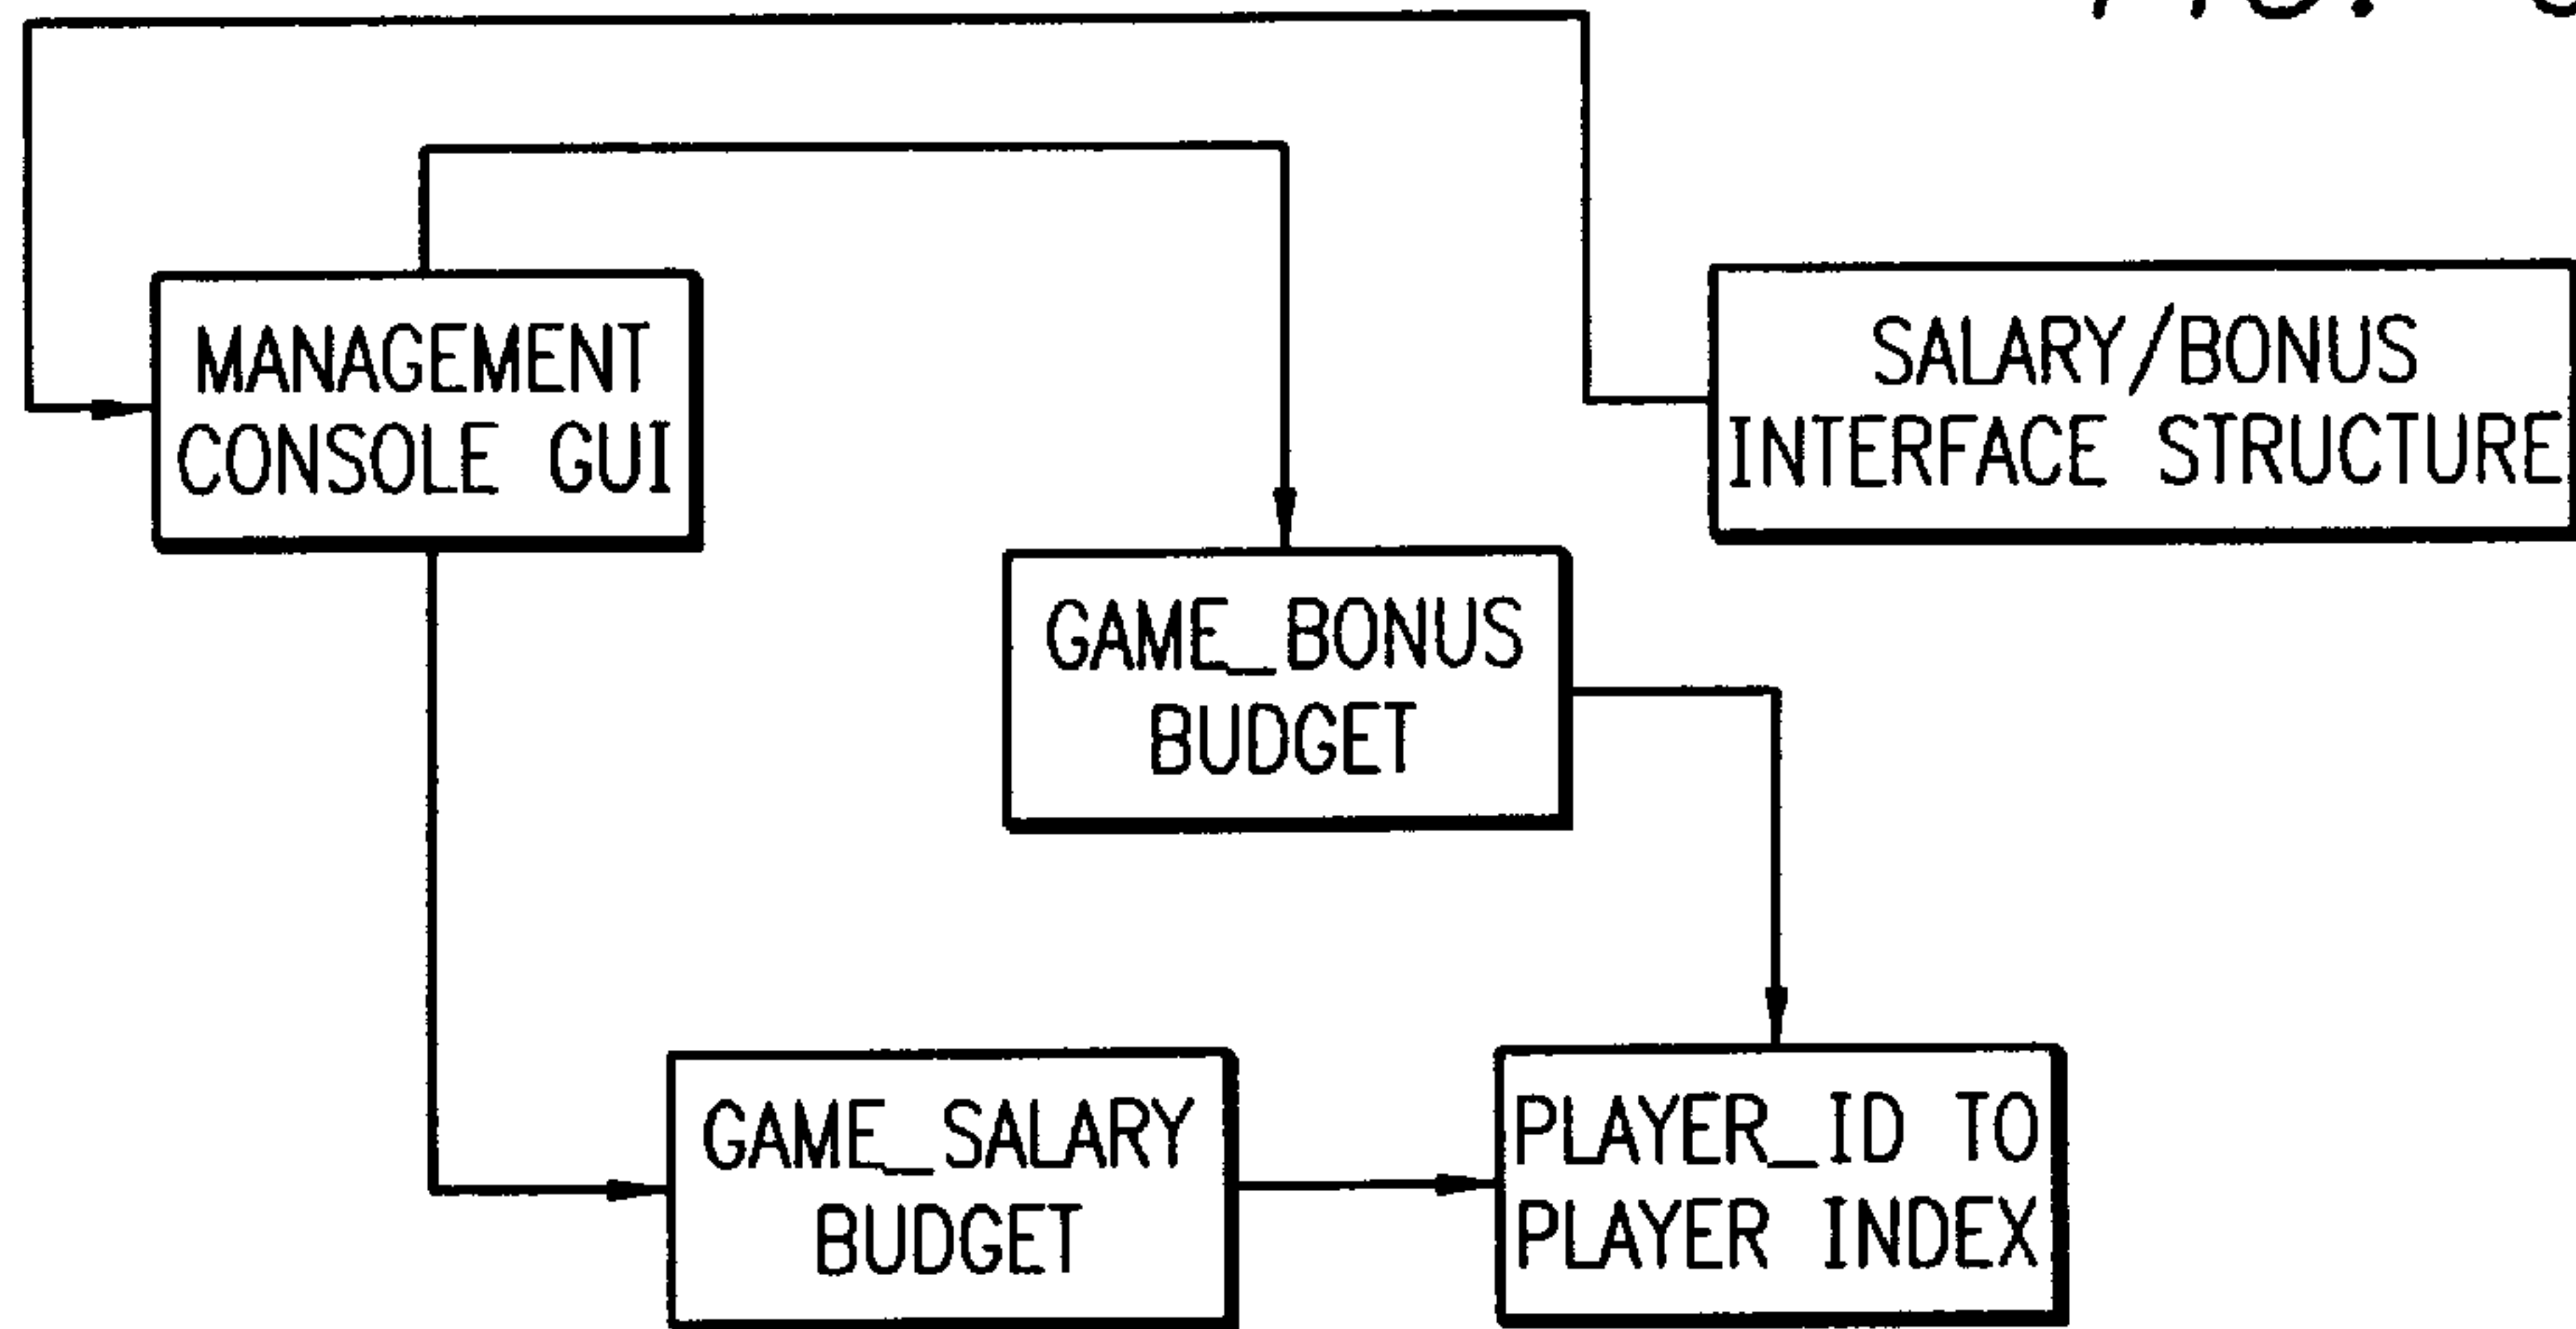 MANAGEMENT
CONSOLE GUI
SALARY/BONUS
INTERFACE STRUCTURE
GAME_BONUS
BUDGET
GAME_SALARY
BUDGET
PLAYER_ID TO
PLAYER INDEX